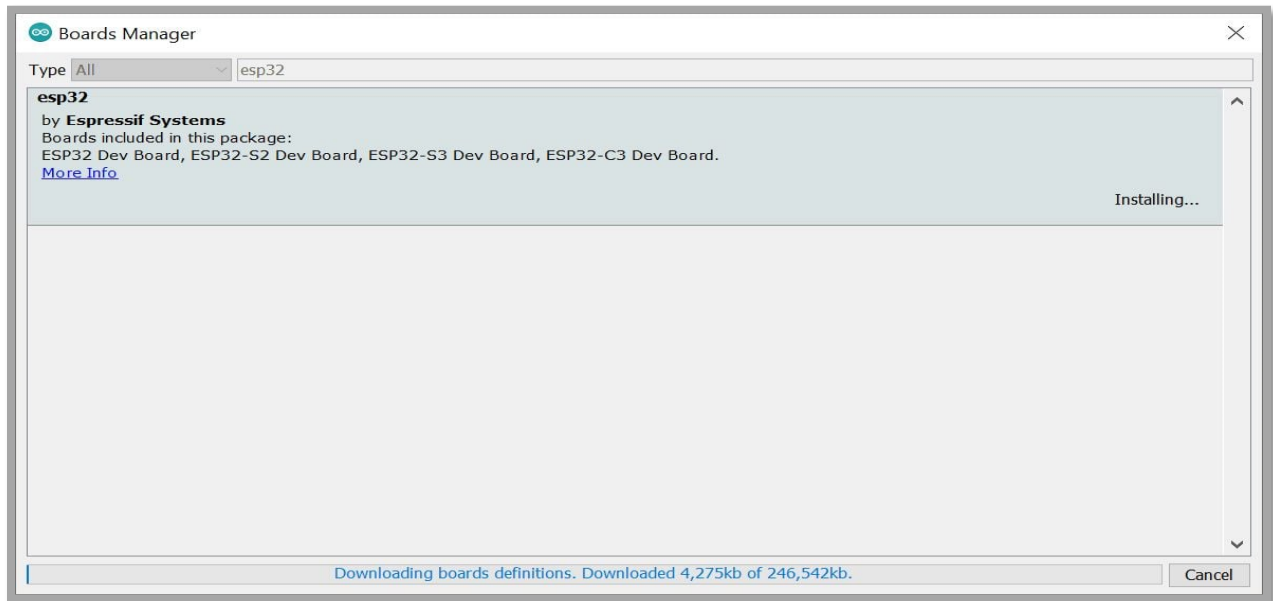 Boards Manager
Type All esp32
esp32
by Espressif Systems
Boards included in this package:
ESP32 Dev Board, ESP32-S2 Dev Board, ESP32-S3 Dev Board, ESP32-C3 Dev Board.
More Info
Installing...
Downloading boards definitions. Downloaded 4,275kb of 246,542kb. Cancel